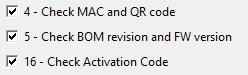 4 - Check MAC and QR code
5 - Check BOM revision and FW version
16 - Check Activation Code